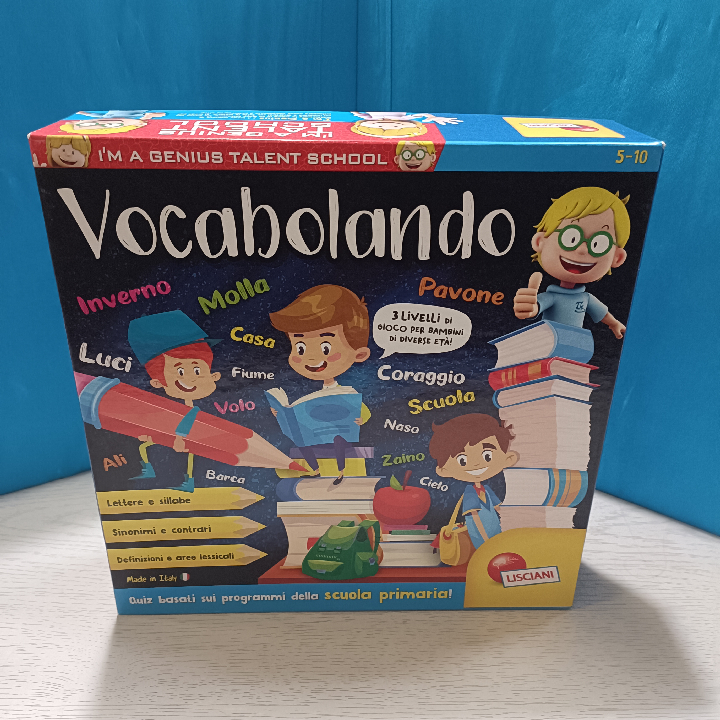 I'M A GENIUS TALENT SCHOOL
5-10
Vocabolando
Inverno
Molla
Pavone
3 LIVELLI DI
GIOCO PER BAMBINI
DI DIVERSE ETÀ!
Casa
Luci
Fiume
Coraggio
Volo
Scuola
Naso
Ali
Zaino
Barca
Cielo
Lettere e sillabe
Sinonimi e contrari
Definizioni e aree lessicali
Made in Italy
LISCIANI
Quiz basati sui programmi della scuola primaria!